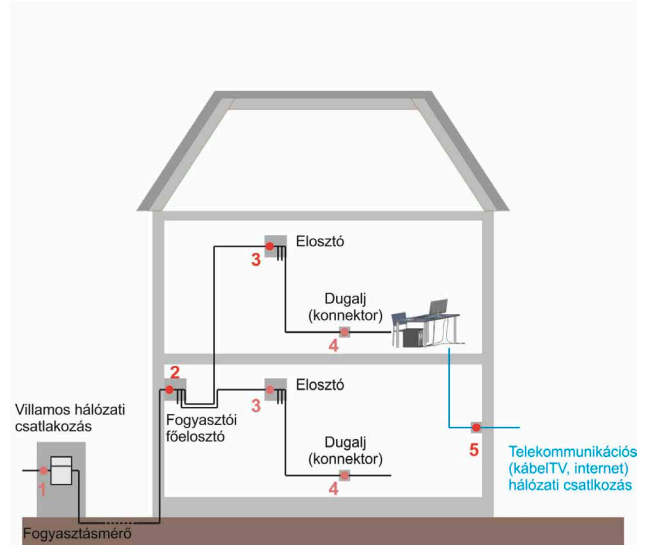 Elosztó
3
Dugalj
(konnektor)
4
2
Elosztó
3
Villamos hálózati
csatlakozás
Fogyasztói
főelosztó
Dugalj
(konnektor)
4
5
Telekommunikációs
(kábelTV, internet)
hálózati csatlkozás
1
Fogyasztásmérő